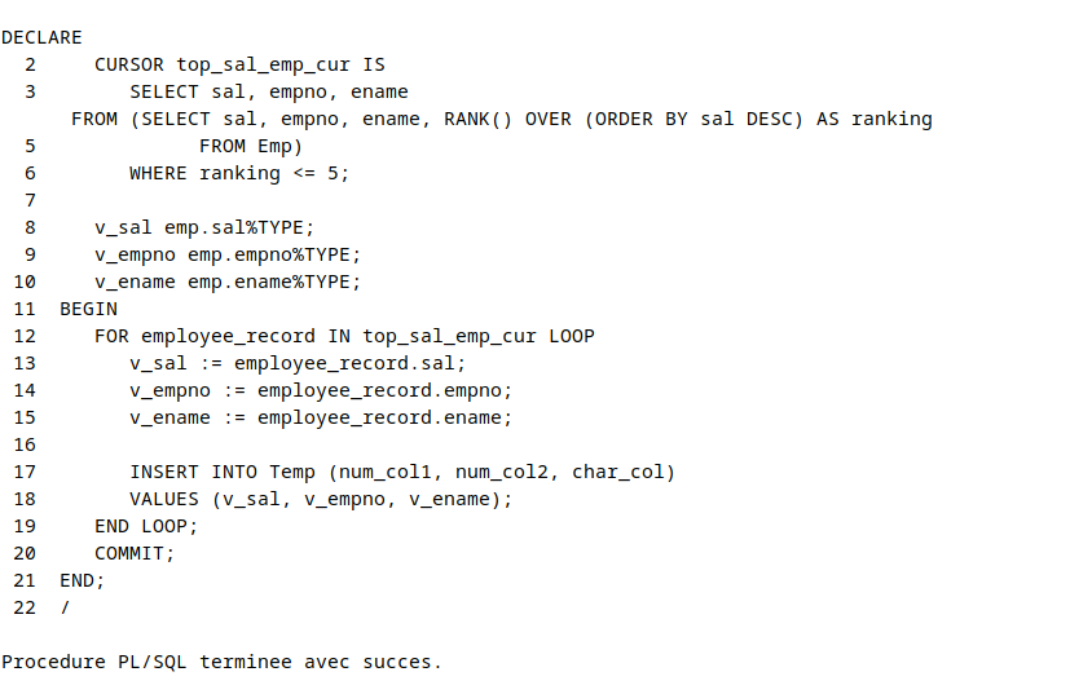 DECLARE
  2     CURSOR top_sal_emp_cur IS
  3        SELECT sal, empno, ename
      FROM (SELECT sal, empno, ename, RANK() OVER (ORDER BY sal DESC) AS ranking
  5              FROM Emp)
  6        WHERE ranking <= 5;
  7
  8     v_sal emp.sal%TYPE;
  9     v_empno emp.empno%TYPE;
 10     v_ename emp.ename%TYPE;
 11  BEGIN
 12     FOR employee_record IN top_sal_emp_cur LOOP
 13        v_sal := employee_record.sal;
 14        v_empno := employee_record.empno;
 15        v_ename := employee_record.ename;
 16
 17        INSERT INTO Temp (num_col1, num_col2, char_col)
 18        VALUES (v_sal, v_empno, v_ename);
 19     END LOOP;
 20     COMMIT;
 21  END;
 22  /

Procedure PL/SQL terminee avec succes.